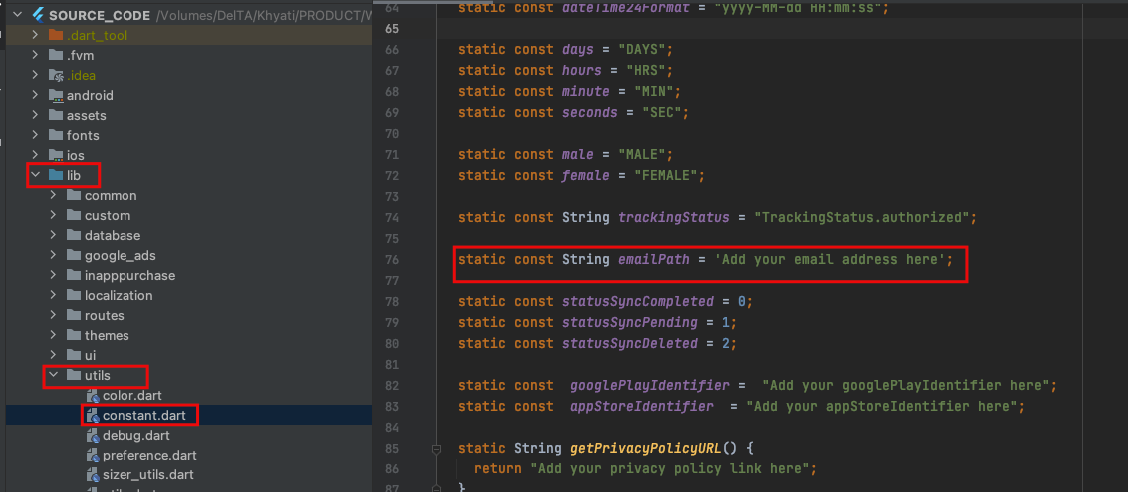 SOURCE_CODE /Volumes/DelTA/Khyati/PRODUCT/W
.dart_tool
.fvm
.idea
android
assets
fonts
ios
lib
common
custom
database
google_ads
inapppurchase
localization
routes
themes
ui
utils
color.dart
constant.dart
debug.dart
preference.dart
sizer_utils.dart
64 static const dateTime24Format = "yyyy-MM-dd HH:mm:ss";
65
66 static const days = "DAYS";
67 static const hours = "HRS";
68 static const minute = "MIN";
69 static const seconds = "SEC";
70
71 static const male = "MALE";
72 static const female = "FEMALE";
73
74 static const String trackingStatus = "TrackingStatus.authorized";
75
76 static const String emailPath = 'Add your email address here';
77
78 static const statusSyncCompleted = 0;
79 static const statusSyncPending = 1;
80 static const statusSyncDeleted = 2;
81
82 static const  googlePlayIdentifier =  "Add your googlePlayIdentifier here";
83 static const  appStoreIdentifier  = "Add your appStoreIdentifier here";
84
85 static String getPrivacyPolicyURL() {
86 return "Add your privacy policy link here";
87 }